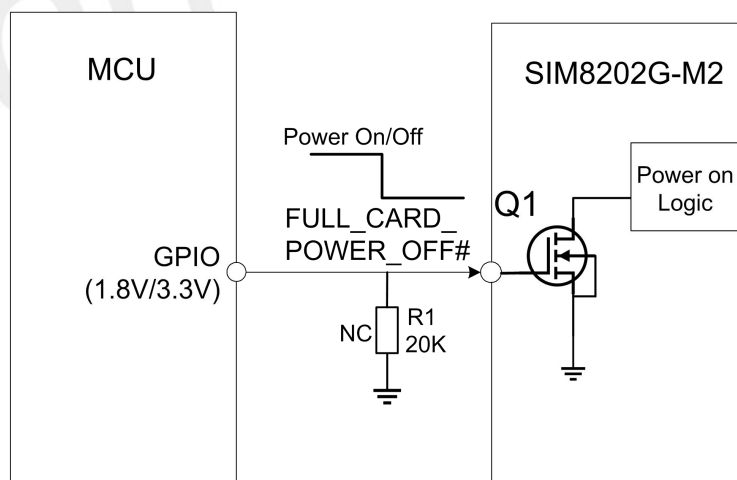 MCU
SIM8202G-M2
Power On/Off
Power on
Logic
Q1
FULL_CARD_
POWER_OFF#
GPIO
(1.8V/3.3V)
NC
R1
20K